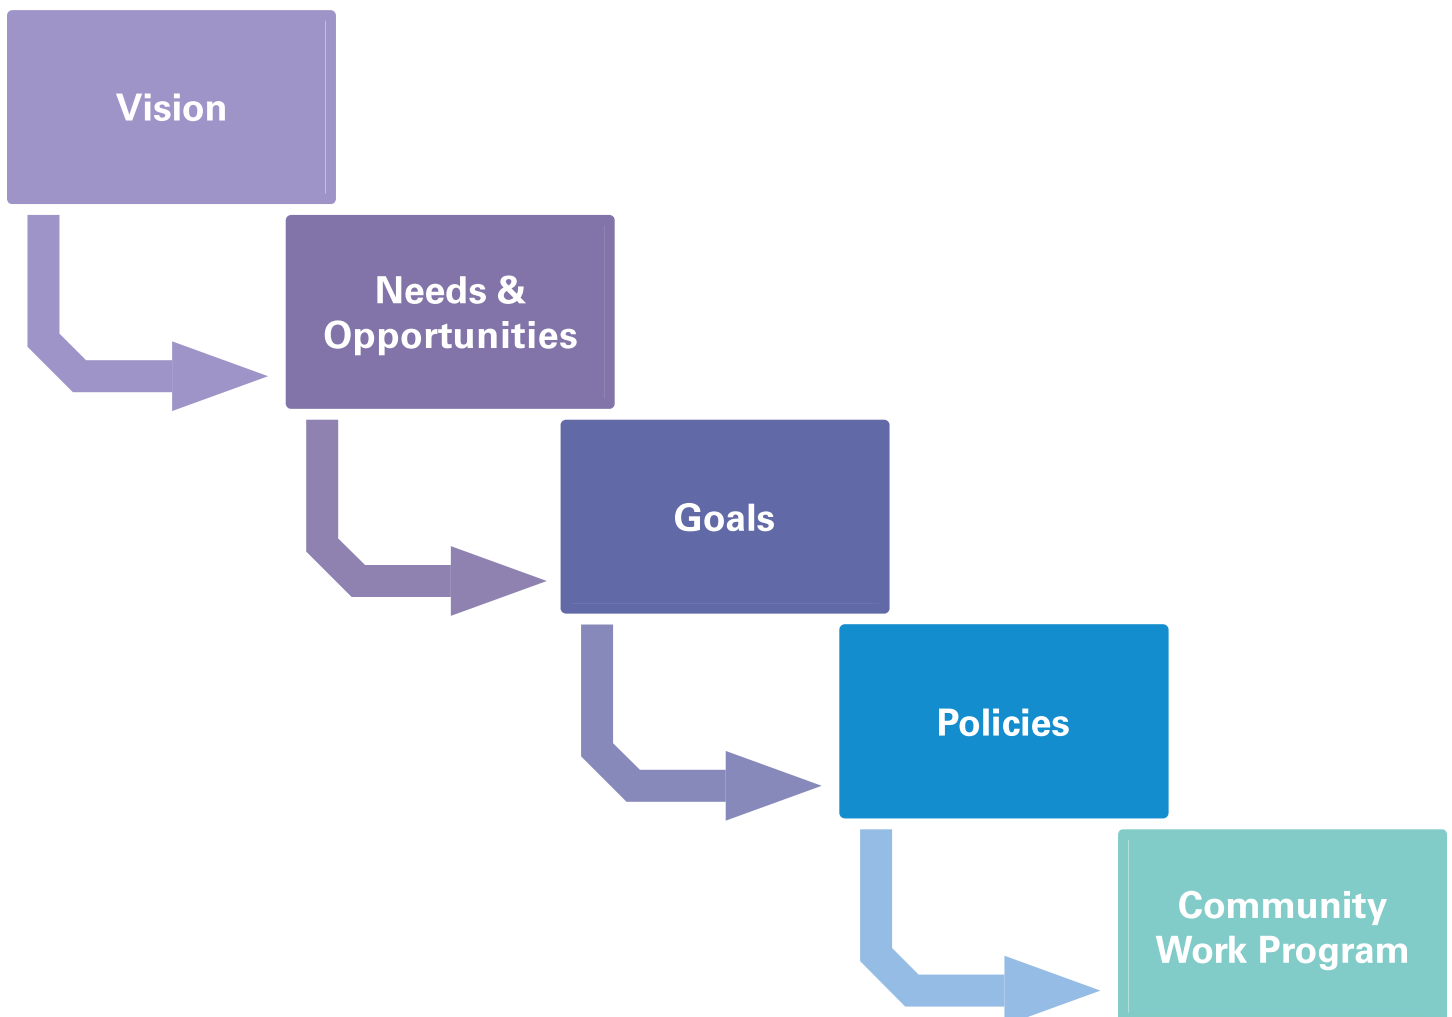 Vision
Needs &
Opportunities
Goals
Policies
Community
Work Program